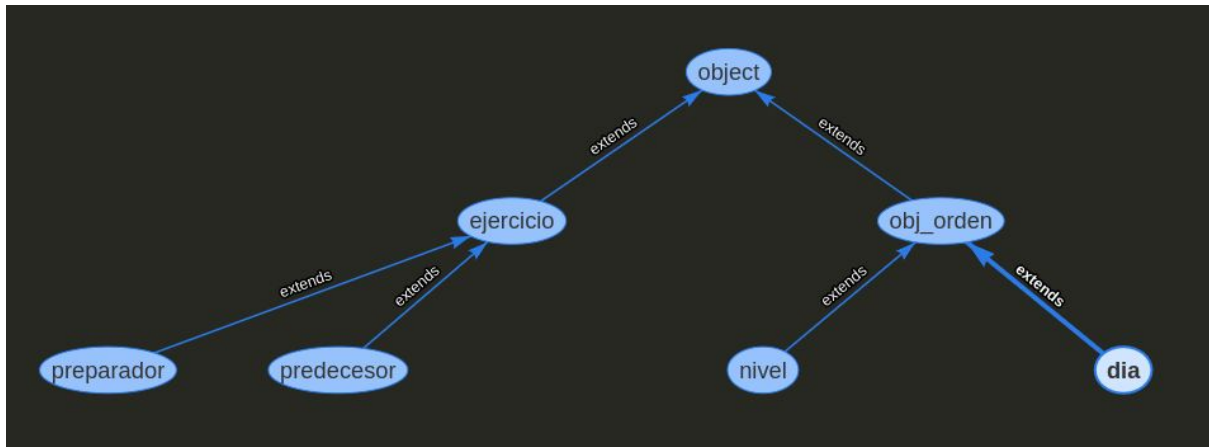 object
extends
extends
ejercicio
obj_orden
extends
extends
extends
extends
preparador
predecesor
nivel
dia